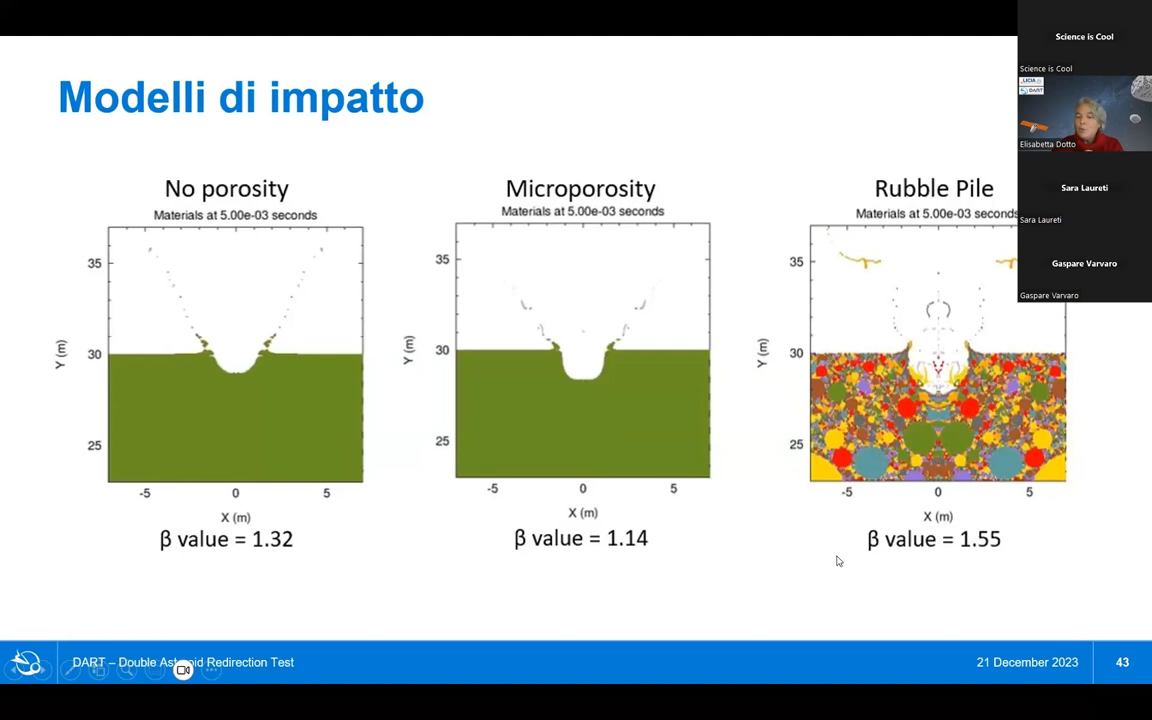 Modelli di impatto
No porosity
Materials at 5.00e-03 seconds
35
30
25
Y (m)
-5
0
5
X (m)
β value = 1.32
Microporosity
Materials at 5.00e-03 seconds
35
30
25
Y (m)
-5
0
5
X (m)
β value = 1.14
Rubble Pile
Materials at 5.00e-03 seconds
35
30
25
Y (m)
-5
0
5
X (m)
β value = 1.55
Science is Cool
Science is Cool
LICIA
DART
Elisabetta Dotto
Sara Laureti
Sara Laureti
Gaspare Varvaro
Gaspare Varvaro
DART – Double Asteroid Redirection Test
21 December 2023
43